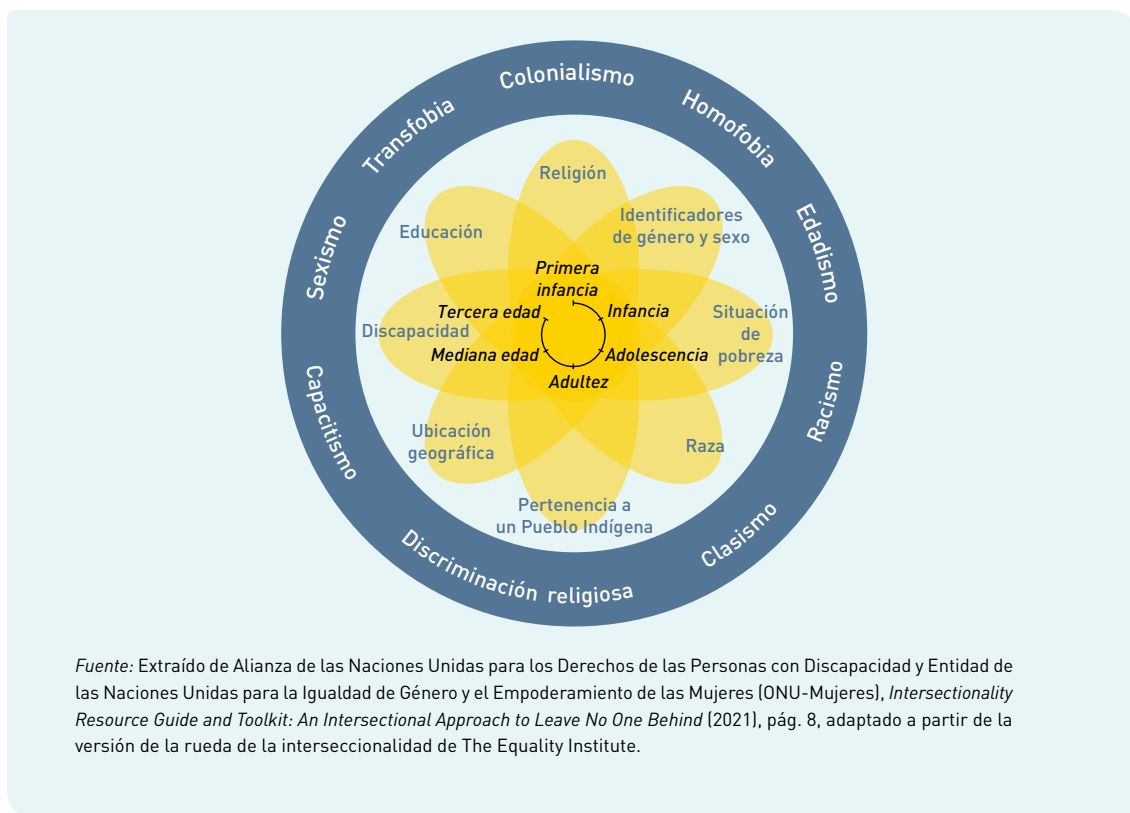 Colonialismo
Homofobia
Edadismo
Racismo
Clasismo
Discriminación religiosa
Capacitismo
Sexismo
Transfobia
Religión
Identificadores
de género y sexo
Situación
de
pobreza
Raza
Pertenencia a
un Pueblo Indígena
Ubicación
geográfica
Discapacidad
Educación
Primera
infancia
Infancia
Adolescencia
Adultez
Mediana edad
Tercera edad
Fuente: Extraído de Alianza de las Naciones Unidas para los Derechos de las Personas con Discapacidad y Entidad de
las Naciones Unidas para la Igualdad de Género y el Empoderamiento de las Mujeres (ONU-Mujeres), Intersectionality
Resource Guide and Toolkit: An Intersectional Approach to Leave No One Behind (2021), pág. 8, adaptado a partir de la
versión de la rueda de la interseccionalidad de The Equality Institute.